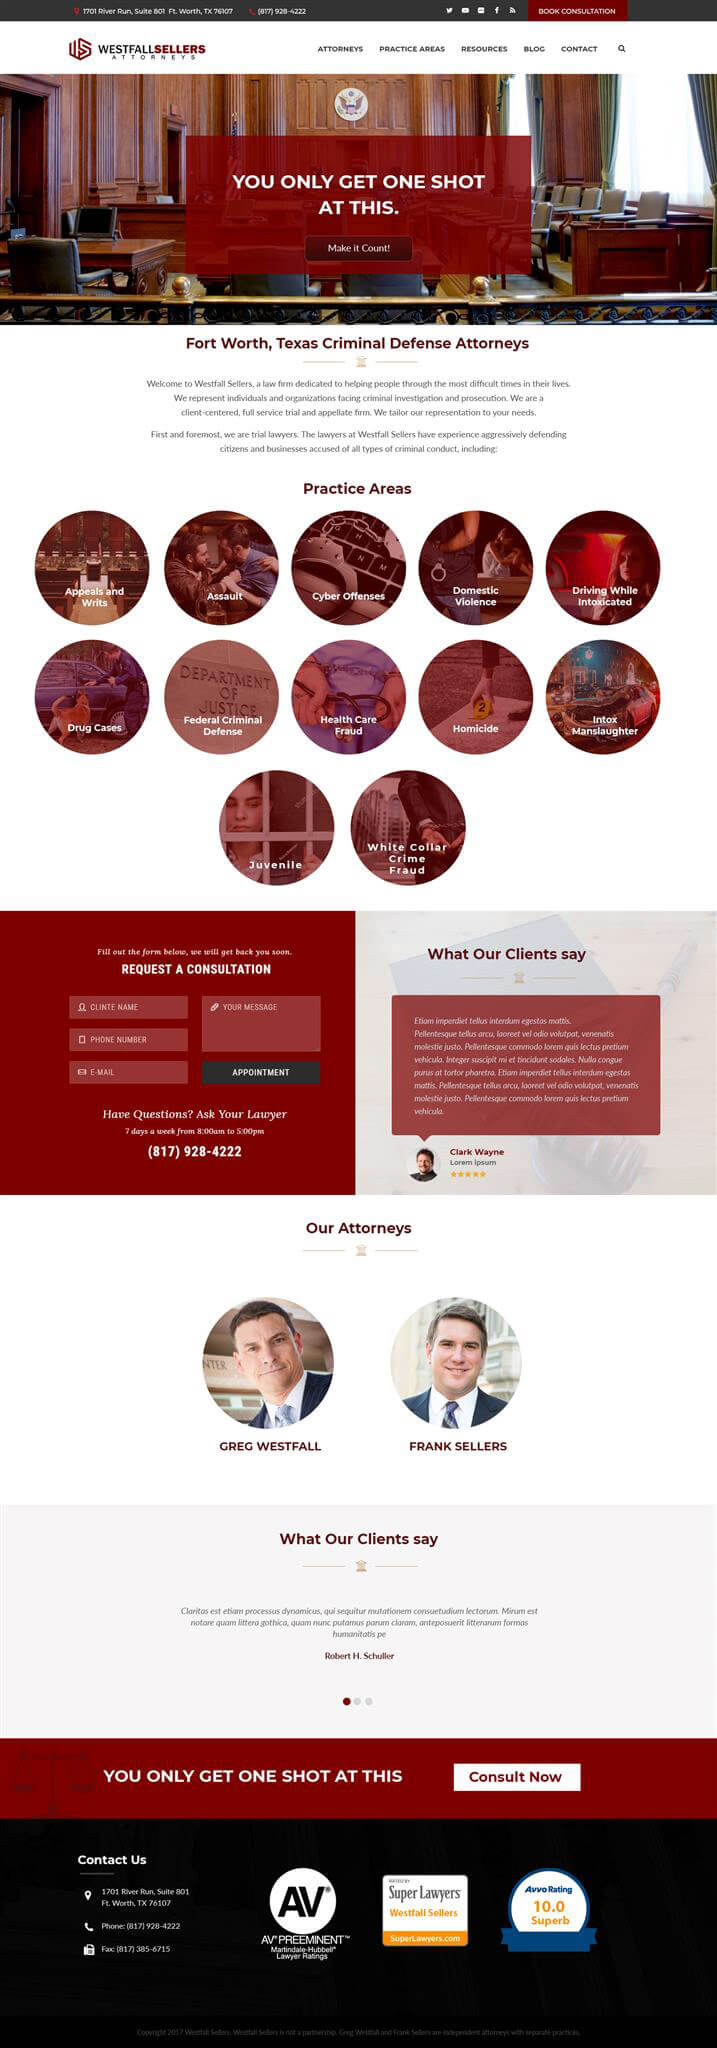 1701 River Run, Suite 801 Ft. Worth, TX 76107
(817) 928-4222
BOOK CONSULTATION
WESTFALLSELLERS
ATTORNEYS
ATTORNEYS
PRACTICE AREAS
RESOURCES
BLOG
CONTACT
YOU ONLY GET ONE SHOT
AT THIS.
Make it Count!
Fort Worth, Texas Criminal Defense Attorneys
Welcome to Westfall Sellers, a law firm dedicated to helping people through the most difficult times in their lives.
We represent individuals and organizations facing criminal investigation and prosecution. We are a
client-centered, full service trial and appellate firm. We tailor our representation to your needs.
First and foremost, we are trial lawyers. The lawyers at Westfall Sellers have experience aggressively defending
citizens and businesses accused of all types of criminal conduct, including:
Practice Areas
Appeals and
Writs
Assault
Cyber Offenses
Domestic
Violence
Driving While
Intoxicated
Drug Cases
DEPARTMENT
OF
JUSTICE
Federal Criminal
Defense
Health Care
Fraud
2
Homicide
Intox
Manslaughter
Juvenile
White Collar
Crime
Fraud
Fill out the form below, we will get back you soon.
REQUEST A CONSULTATION
CLINTE NAME
PHONE NUMBER
E-MAIL
YOUR MESSAGE
APPOINTMENT
Have Questions? Ask Your Lawyer
7 days a week from 8:00am to 5:00pm
(817) 928-4222
What Our Clients say
Etiam imperdiet tellus interdum egestas mattis.
Pellentesque tellus arcu, laoreet vel odio volutpat, venenatis
molestie justo. Pellentesque commodo lorem quis lectus pretium
vehicula. Integer suscipit mi et tincidunt sodales. Nulla congue
purus at tortor pharetra. Etiam imperdiet tellus interdum egestas
mattis. Pellentesque tellus arcu, laoreet vel odio volutpat, venenatis
molestie justo. Pellentesque commodo lorem quis lectus pretium
vehicula.
Clark Wayne
Lorem ipsum
Our Attorneys
GREG WESTFALL
FRANK SELLERS
What Our Clients say
Claritas est etiam processus dynamicus, qui sequitur mutationem consuetudium lectorum. Mirum est
notare quam littera gothica, quam nunc putamus parum claram, anteposuerit litterarum formas
humanitatis pe
Robert H. Schuller
YOU ONLY GET ONE SHOT AT THIS
Consult Now
Contact Us
1701 River Run, Suite 801
Ft. Worth, TX 76107
Phone: (817) 928-4222
Fax: (817) 385-6715
AV®
AV® PREEMINENT™
Martindale-Hubbell®
Lawyer Ratings
RATED BY
Super Lawyers
Westfall Sellers
SuperLawyers.com
Avvo Rating
10.0
Superb
Copyright 2017 Westfall Sellers. Westfall Sellers is not a partnership. Greg Westfall and Frank Sellers are independent attorneys with separate practices.